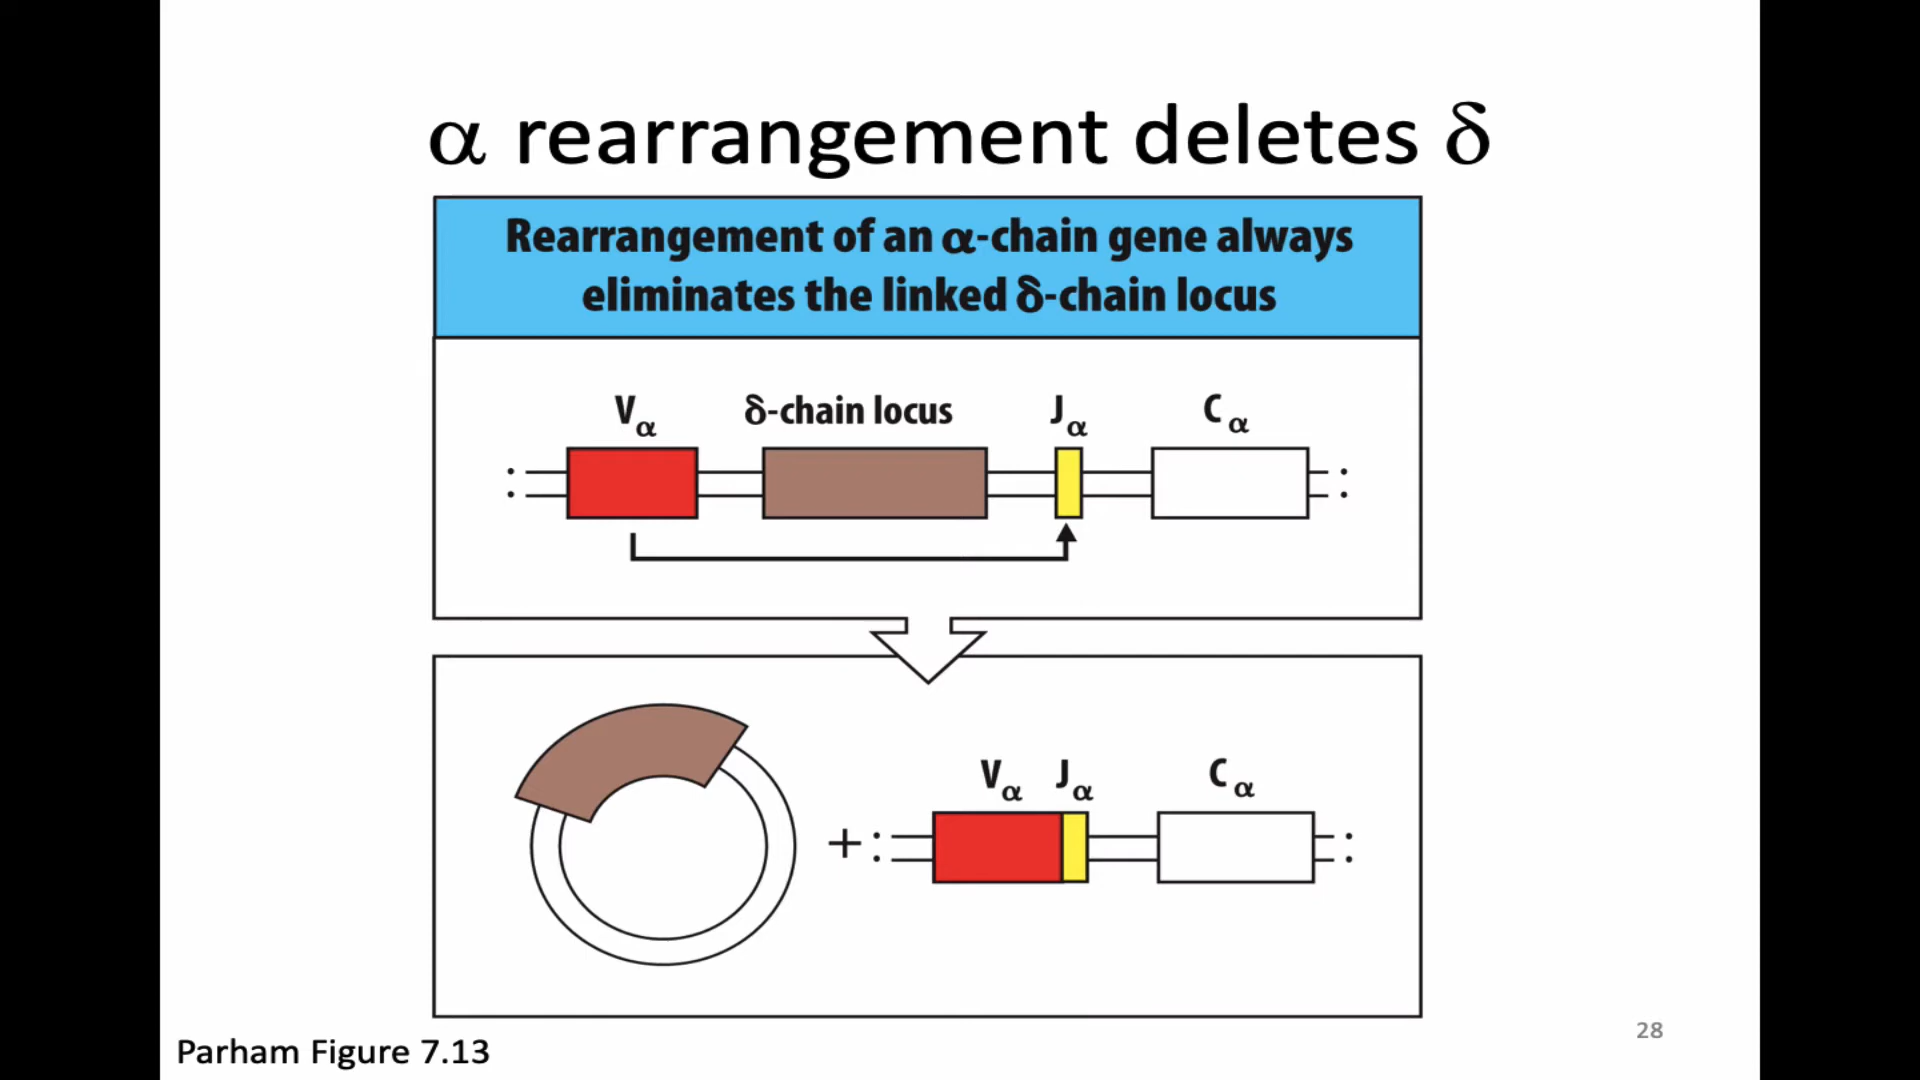 α rearrangement deletes δ
Rearrangement of an α-chain gene always
eliminates the linked δ-chain locus
Vα δ-chain locus Jα Cα
Vα Jα Cα
+
Parham Figure 7.13
28